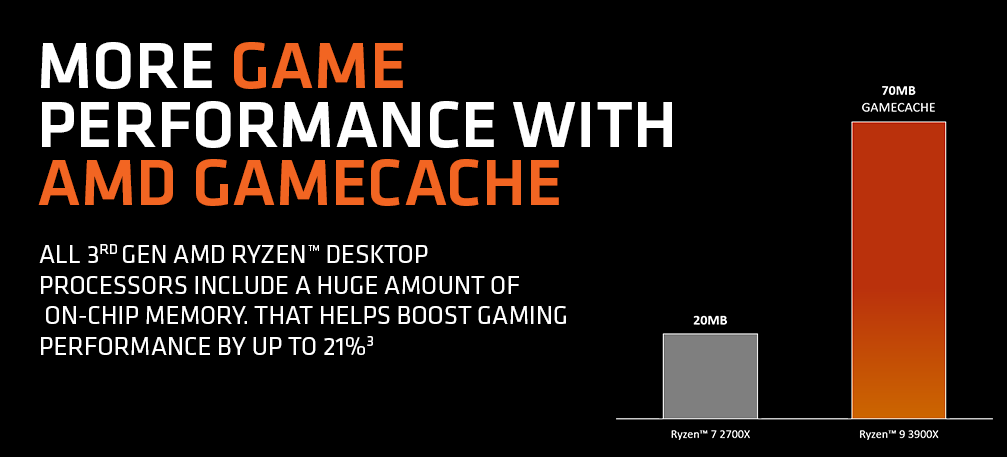 MORE GAME
PERFORMANCE WITH
AMD GAMECACHE
ALL 3RD GEN AMD RYZEN™ DESKTOP
PROCESSORS INCLUDE A HUGE AMOUNT OF
ON-CHIP MEMORY. THAT HELPS BOOST GAMING
PERFORMANCE BY UP TO 21%³
70MB
GAMECACHE
20MB
Ryzen™ 7 2700X
Ryzen™ 9 3900X